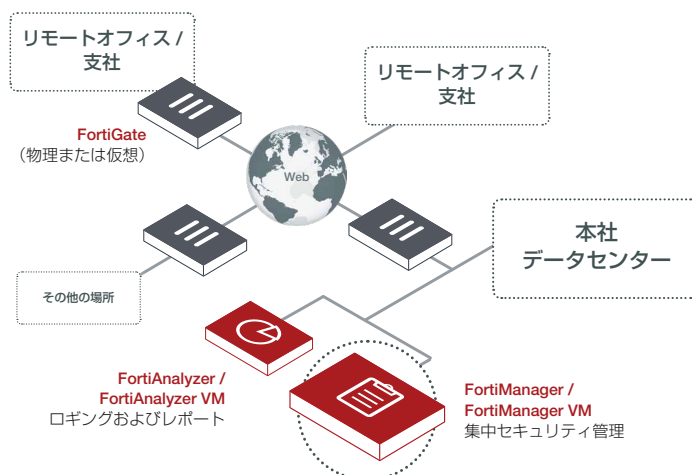 リモートオフィス /
支社
リモートオフィス /
支社
FortiGate
（物理または仮想）
Web
本社
データセンター
その他の場所
FortiAnalyzer /
FortiAnalyzer VM
ロギングおよびレポート
FortiManager /
FortiManager VM
集中セキュリティ管理